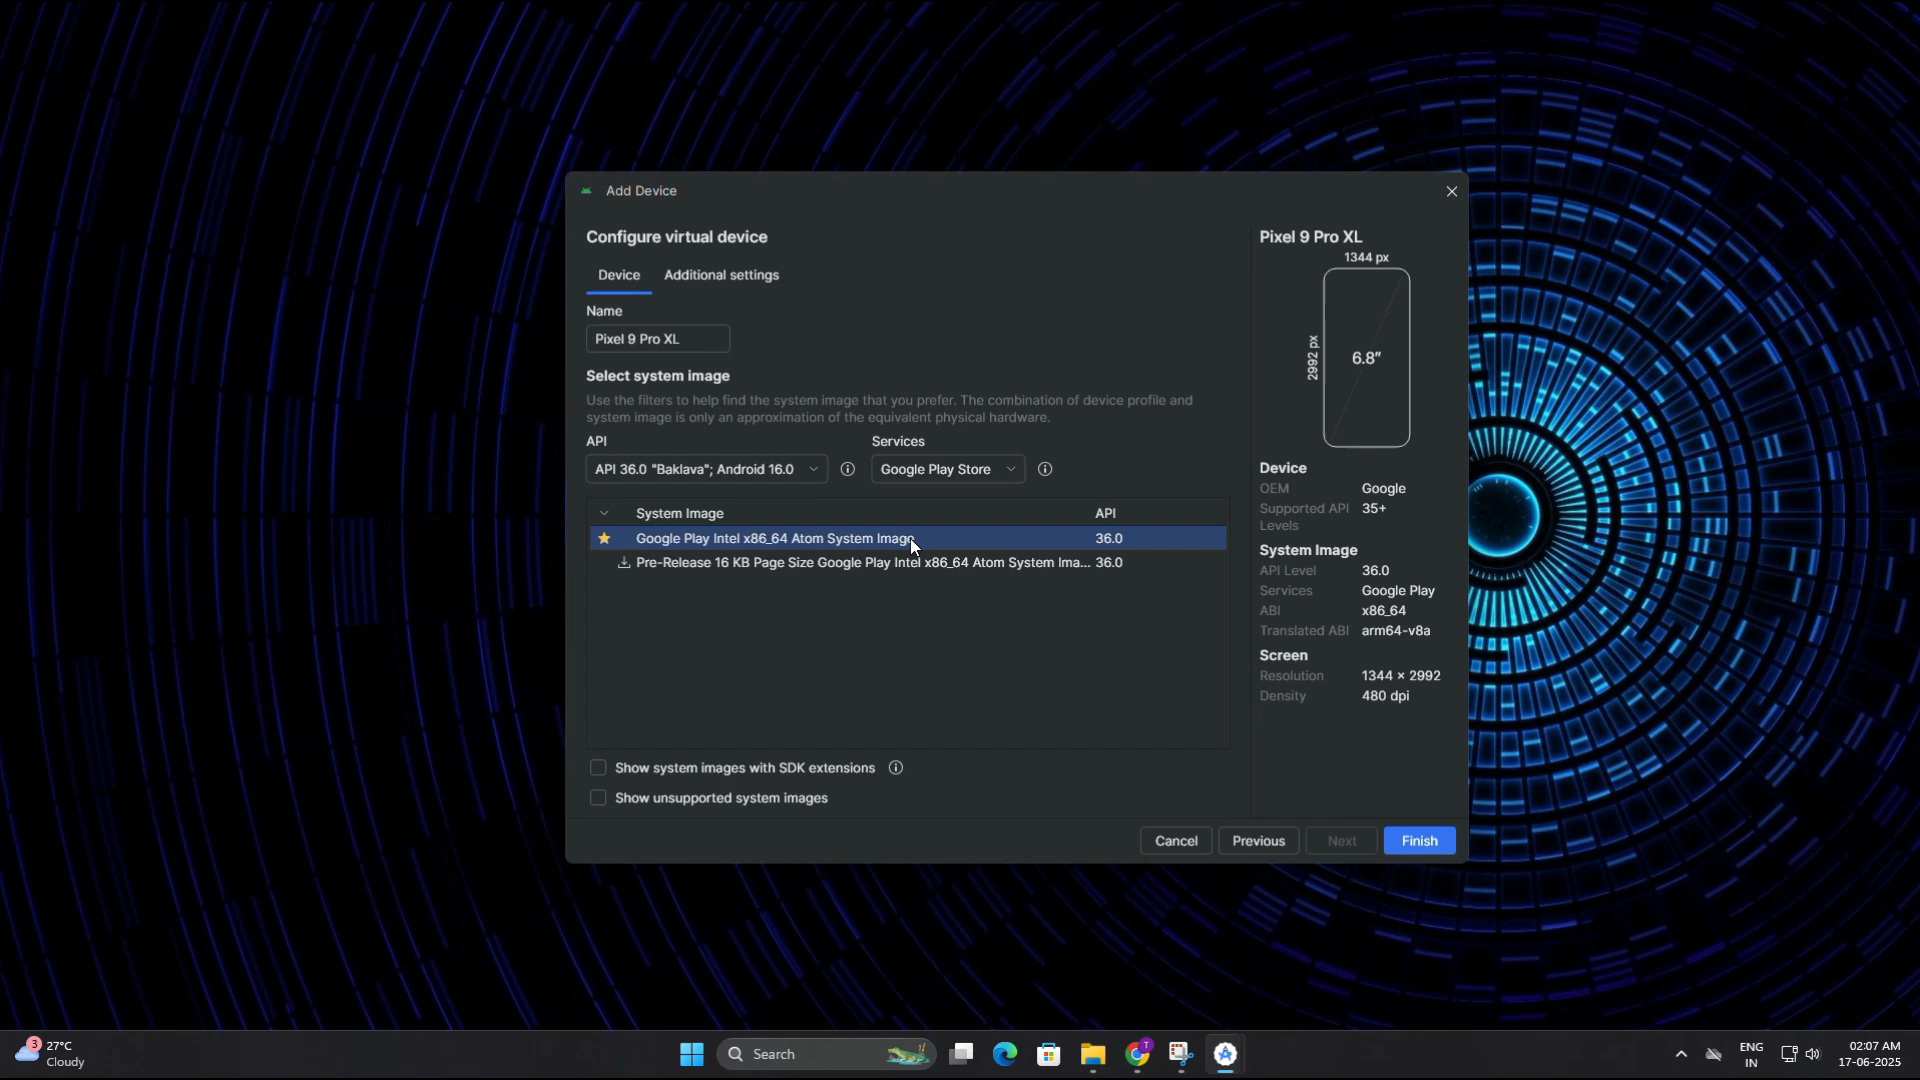 Add Device
Configure virtual device
Device Additional settings
Name
Pixel 9 Pro XL
Select system image
Use the filters to help find the system image that you prefer. The combination of device profile and
system image is only an approximation of the equivalent physical hardware.
API Services
API 36.0 "Baklava"; Android 16.0 Google Play Store
System Image API
Google Play Intel x86_64 Atom System Image 36.0
Pre-Release 16 KB Page Size Google Play Intel x86_64 Atom System Ima... 36.0
Show system images with SDK extensions
Show unsupported system images
Pixel 9 Pro XL
1344 px
2992 px
6.8"
Device
OEM Google
Supported API 35+
Levels
System Image
API Level 36.0
Services Google Play
ABI x86_64
Translated ABI arm64-v8a
Screen
Resolution 1344 × 2992
Density 480 dpi
Cancel Previous Next Finish
3
27°C
Cloudy
Search
T
ENG
IN
02:07 AM
17-06-2025